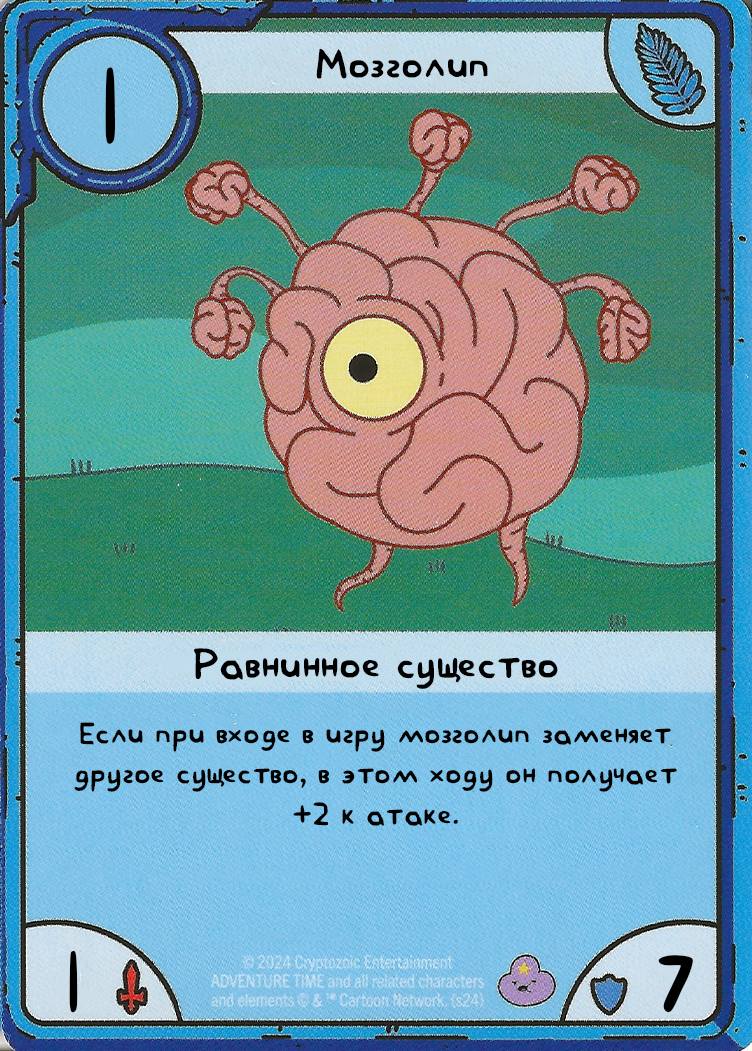 1
Мозголип
Равнинное существо
Если при входе в игру мозголип заменяет
другое существо, в этом ходу он получает
+2 к атаке.
1
7
© 2024 Cryptozoic Entertainment
ADVENTURE TIME and all related characters
and elements © & ™ Cartoon Network. (s24)